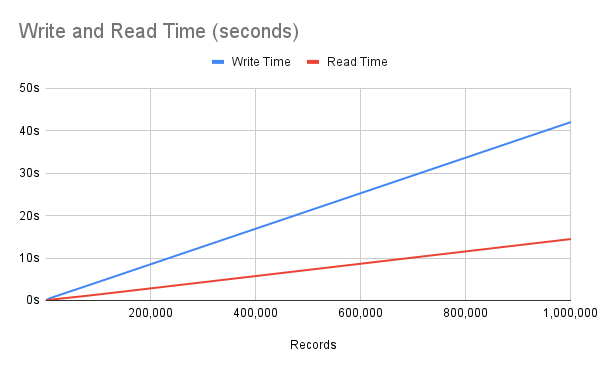 Write and Read Time (seconds)
Write Time Read Time
50s
40s
30s
20s
10s
0s
200,000 400,000 600,000 800,000 1,000,000
Records